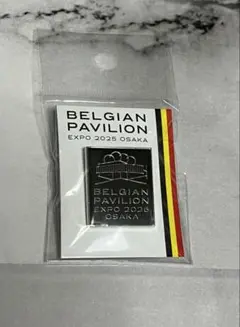 BELGIAN
PAVILION
EXPO 2025 OSAKA
BELGIAN
PAVILION
EXPO 2025
OSAKA